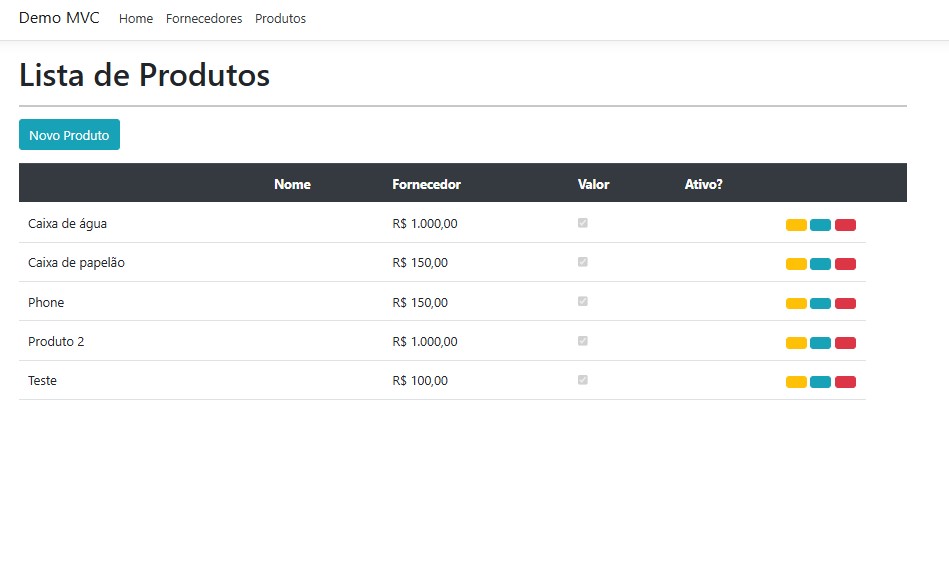 Demo MVC Home Fornecedores Produtos
Lista de Produtos
Novo Produto
Nome Fornecedor Valor Ativo?
Caixa de água R$ 1.000,00
Caixa de papelão R$ 150,00
Phone R$ 150,00
Produto 2 R$ 1.000,00
Teste R$ 100,00